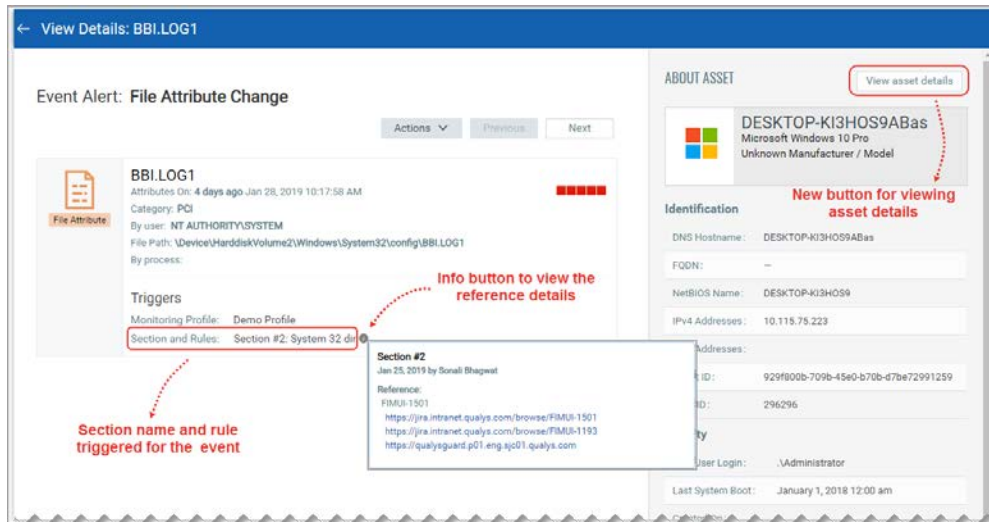 ← View Details: BBI.LOG1
Event Alert: File Attribute Change
Actions
Previous
Next
File Attribute
BBI.LOG1
Attributes On: 4 days ago Jan 28, 2019 10:17:58 AM
Category: PCI
By user: NT AUTHORITY\SYSTEM
File Path: \Device\HarddiskVolume2\Windows\System32\config\BBI.LOG1
By process:
Triggers
Monitoring Profile: Demo Profile
Section and Rules: Section #2: System 32 dir
Info button to view the
reference details
Section name and rule
triggered for the event
Section #2
Jan 25, 2019 by Sonali Bhagwat
Reference:
FIMUI-1501
https://jira.intranet.qualys.com/browse/FIMUI-1501
https://jira.intranet.qualys.com/browse/FIMUI-1193
https://qualysguard.p01.eng.sjc01.qualys.com
ABOUT ASSET
View asset details
DESKTOP-KI3HOS9ABas
Microsoft Windows 10 Pro
Unknown Manufacturer / Model
New button for viewing
asset details
Identification
DNS Hostname: DESKTOP-KI3HOS9ABas
FQDN: –
NetBIOS Name: DESKTOP-KI3HOS9
IPv4 Addresses: 10.115.75.223
Addresses:
ID: 929f800b-709b-45e0-b70b-d7be72991259
ID: 296296
ty
User Login: .\Administrator
Last System Boot: January 1, 2018 12:00 am